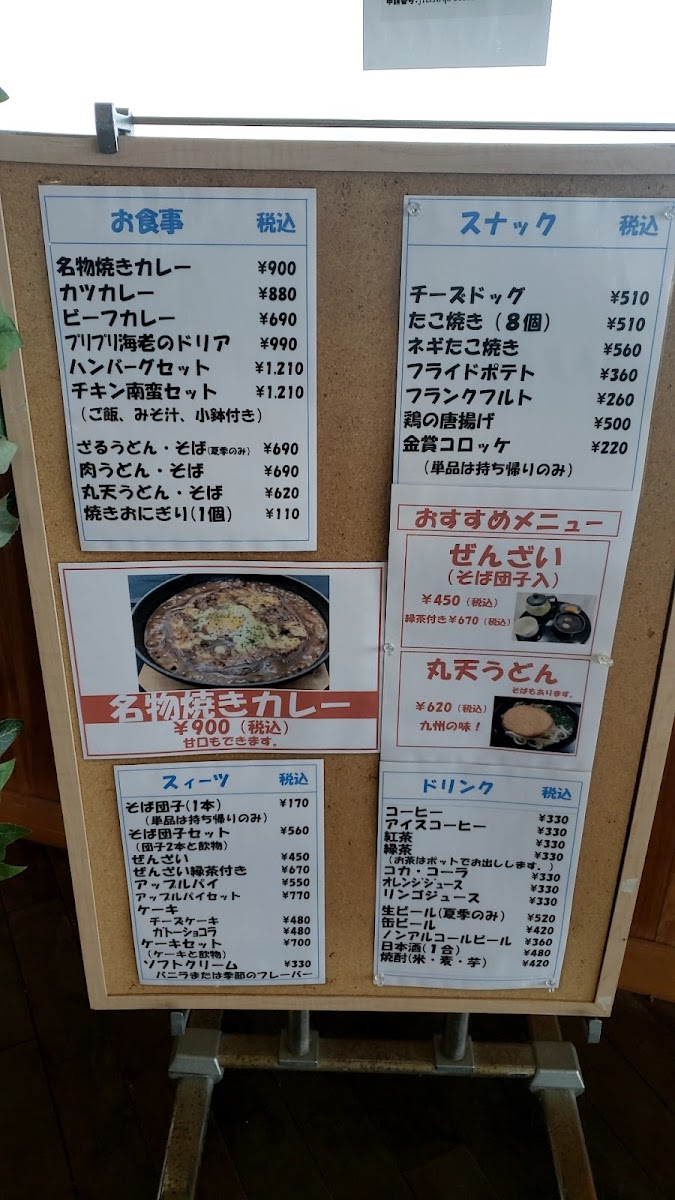 お食事 税込
名物焼きカレー ¥900
カツカレー ¥880
ビーフカレー ¥690
プリプリ海老のドリア ¥990
ハンバーグセット ¥1.210
チキン南蛮セット ¥1.210
(ご飯、みそ汁、小鉢付き)
ざるうどん・そば(夏季のみ) ¥690
肉うどん・そば ¥690
丸天うどん・そば ¥620
焼きおにぎり(1個) ¥110
名物焼きカレー
¥900(税込)
甘口もできます。
スィーツ 税込
そば団子(1本) ¥170
(単品は持ち帰りのみ)
そば団子セット ¥560
(団子2本と飲物)
ぜんざい ¥450
ぜんざい緑茶付き ¥670
アップルパイ ¥550
アップルパイセット ¥770
ケーキ
チーズケーキ ¥480
ガトーショコラ ¥480
ケーキセット ¥700
(ケーキと飲物)
ソフトクリーム ¥330
バニラまたは季節のフレーバー
スナック 税込
チーズドッグ ¥510
たこ焼き(8個) ¥510
ネギたこ焼き ¥560
フライドポテト ¥360
フランクフルト ¥260
鶏の唐揚げ ¥500
金賞コロッケ ¥220
(単品は持ち帰りのみ)
おすすめメニュー
ぜんざい
(そば団子入)
¥450(税込)
緑茶付き¥670(税込)
丸天うどん
そばもあります。
¥620(税込)
九州の味!
ドリンク 税込
コーヒー ¥330
アイスコーヒー ¥330
紅茶 ¥330
緑茶 ¥330
(お茶はポットでお出しします。)
コカ・コーラ ¥330
オレンジジュース ¥330
リンゴジュース ¥330
生ビール(夏季のみ) ¥520
缶ビール ¥420
ノンアルコールビール ¥360
日本酒(1合) ¥480
焼酎(米・麦・芋) ¥420